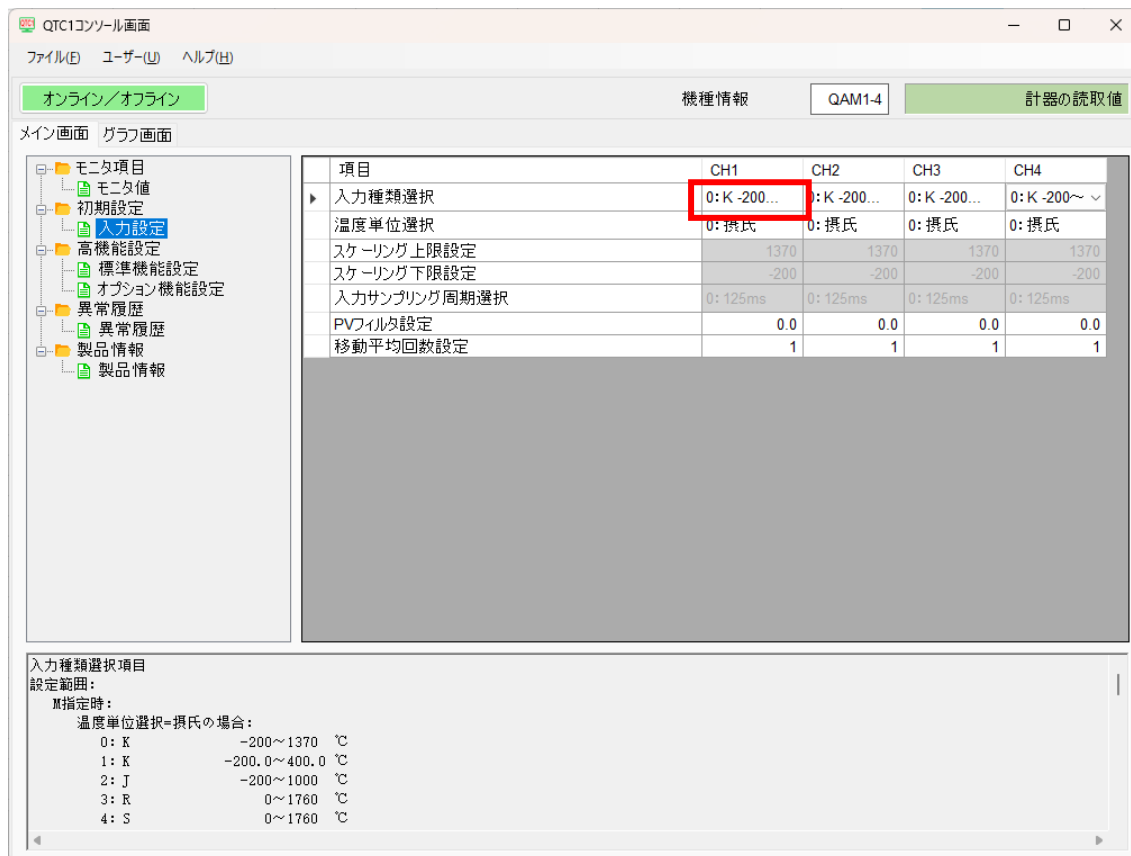 QTC1コンソール画面
ファイル(F) ユーザー(U) ヘルプ(H)
オンライン／オフライン 機種情報 QAM1-4 計器の読取値
メイン画面 グラフ画面
モニタ項目
モニタ値
初期設定
入力設定
高機能設定
標準機能設定
オプション機能設定
異常履歴
異常履歴
製品情報
製品情報
項目 CH1 CH2 CH3 CH4
入力種類選択 0: K -200... 0: K -200... 0: K -200... 0: K -200～
温度単位選択 0: 摂氏 0: 摂氏 0: 摂氏 0: 摂氏
スケーリング上限設定 1370 1370 1370 1370
スケーリング下限設定 -200 -200 -200 -200
入力サンプリング周期選択 0: 125ms 0: 125ms 0: 125ms 0: 125ms
PVフィルタ設定 0.0 0.0 0.0 0.0
移動平均回数設定 1 1 1 1
入力種類選択項目
設定範囲:
M指定時:
温度単位選択=摂氏の場合:
0: K -200～1370 ℃
1: K -200.0～400.0 ℃
2: J -200～1000 ℃
3: R 0～1760 ℃
4: S 0～1760 ℃